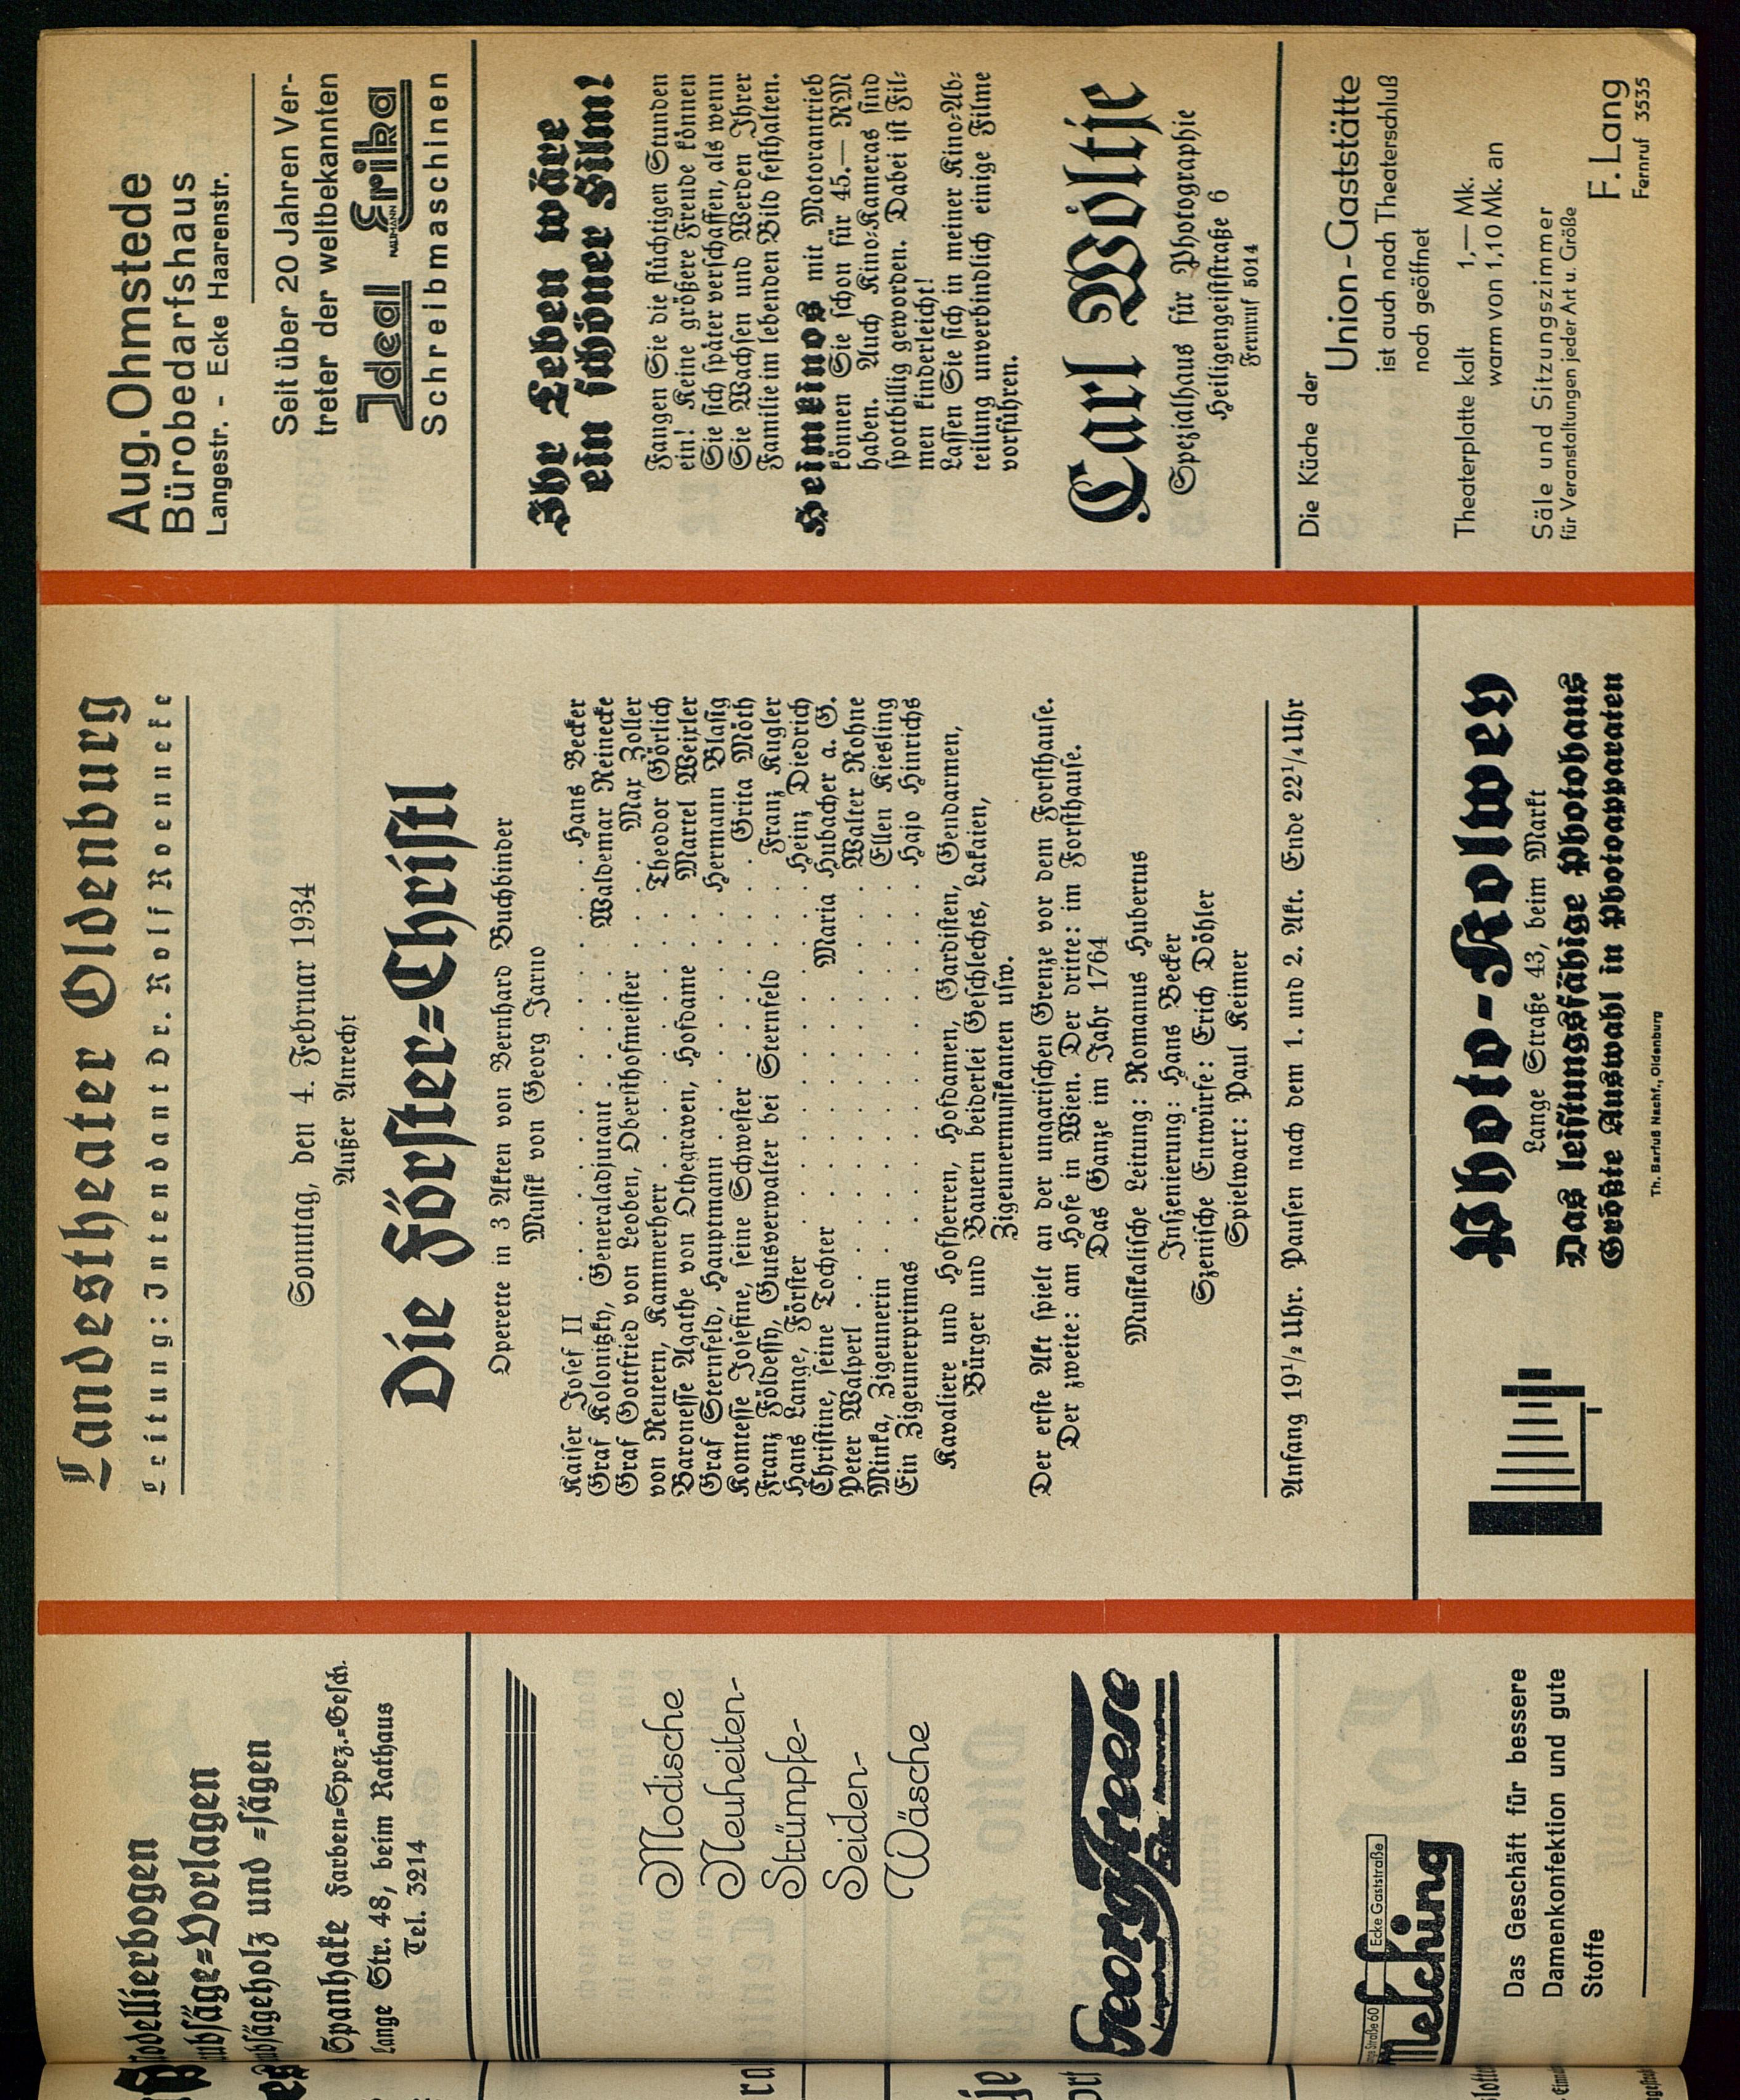 Modellierbogen
Laubsäge=Vorlagen
Laubsägeholz und =sägen
Spanhake Farben=Spez.=Gesch.
Lange Str. 48, beim Rathaus
Tel. 3214
Modische
Neuheiten-
Strümpfe-
Seiden-
Wäsche
Georg Freese
Melching
Lange Straße 60
Ecke Gaststraße
Das Geschäft für bessere
Damenkonfektion und gute
Stoffe
Landestheater Oldenburg
Leitung: Intendant Dr. Rolf Roennete
Sonntag, den 4. Februar 1934
Außer Anrecht
Die Förster=Christl
Operette in 3 Akten von Bernhard Buchbinder
Musik von Georg Jarno
Kaiser Josef II . . . . Hans Becker
Graf Kolonitzky, Generaladjutant . . . . Waldemar Reinecke
Graf Gottfried von Leoben, Obersthofmeister . . . . Max Zoller
von Reutern, Kammerherr . . . . Theodor Görlich
Baronesse Agathe von Othegraven, Hofdame . . . . Martel Weixler
Graf Sternfeld, Hauptmann . . . . Hermann Blasig
Komtesse Josefine, seine Schwester . . . . Grita Möth
Franz Földessy, Gutsverwalter bei Sternfeld . . . . Franz Kugler
Hans Lange, Förster . . . . Heinz Diedrich
Christine, seine Tochter . . . . Maria Hubacher a. G.
Peter Walperl . . . . Walter Rohne
Minka, Zigeunerin . . . . Ellen Kiesling
Ein Zigeunerprimas . . . . Hajo Hinrichs
Kavaliere und Hofherren, Hofdamen, Gardisten, Gendarmen,
Bürger und Bauern beiderlei Geschlechts, Lakaien,
Zigeunermusikanten usw.
Der erste Akt spielt an der ungarischen Grenze vor dem Forsthause.
Der zweite: am Hofe in Wien. Der dritte: im Forsthause.
Das Ganze im Jahr 1764
Musikalische Leitung: Romanus Hubertus
Inszenierung: Hans Becker
Szenische Entwürfe: Erich Döhler
Spielwart: Paul Keimer
Anfang 19¹/₂ Uhr. Pausen nach dem 1. und 2. Akt. Ende 22¹/₄ Uhr
Photo-Kolwey
Lange Straße 43, beim Markt
Das leistungsfähige Photohaus
Größte Auswahl in Photoapparaten
Th. Barfuß Nachf., Oldenburg
Aug. Ohmstede
Bürobedarfshaus
Langestr. - Ecke Haarenstr.
Seit über 20 Jahren Ver-
treter der weltbekannten
Ideal NAUMANN Erika
Schreibmaschinen
Ihr Leben wäre
ein schöner Film!
Fangen Sie die flüchtigen Stunden
ein! Keine größere Freude können
Sie sich später verschaffen, als wenn
Sie Wachsen und Werden Ihrer
Familie im lebenden Bild festhalten.
Heimkinos mit Motorantrieb
können Sie schon für 45.— RM
haben. Auch Kino=Kameras sind
spottbillig geworden. Dabei ist Fil=
men kinderleicht!
Lassen Sie sich in meiner Kino=Ab=
teilung unverbindlich einige Filme
vorführen.
Carl Wöltje
Spezialhaus für Photographie
Heiligengeiststraße 6
Fernruf 5014
Die Küche der
Union-Gaststätte
ist auch nach Theaterschluß
noch geöffnet
Theaterplatte kalt 1,— Mk.
warm von 1,10 Mk. an
Säle und Sitzungszimmer
für Veranstaltungen jeder Art u. Größe
F. Lang
Fernruf 3535